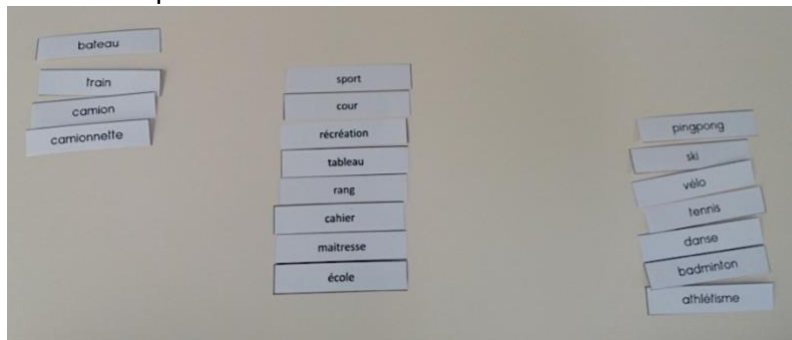 bateau
train
camion
camionnette
sport
cour
récréation
tableau
rang
cahier
maitresse
école
pingpong
ski
vélo
tennis
danse
badminton
athlétisme